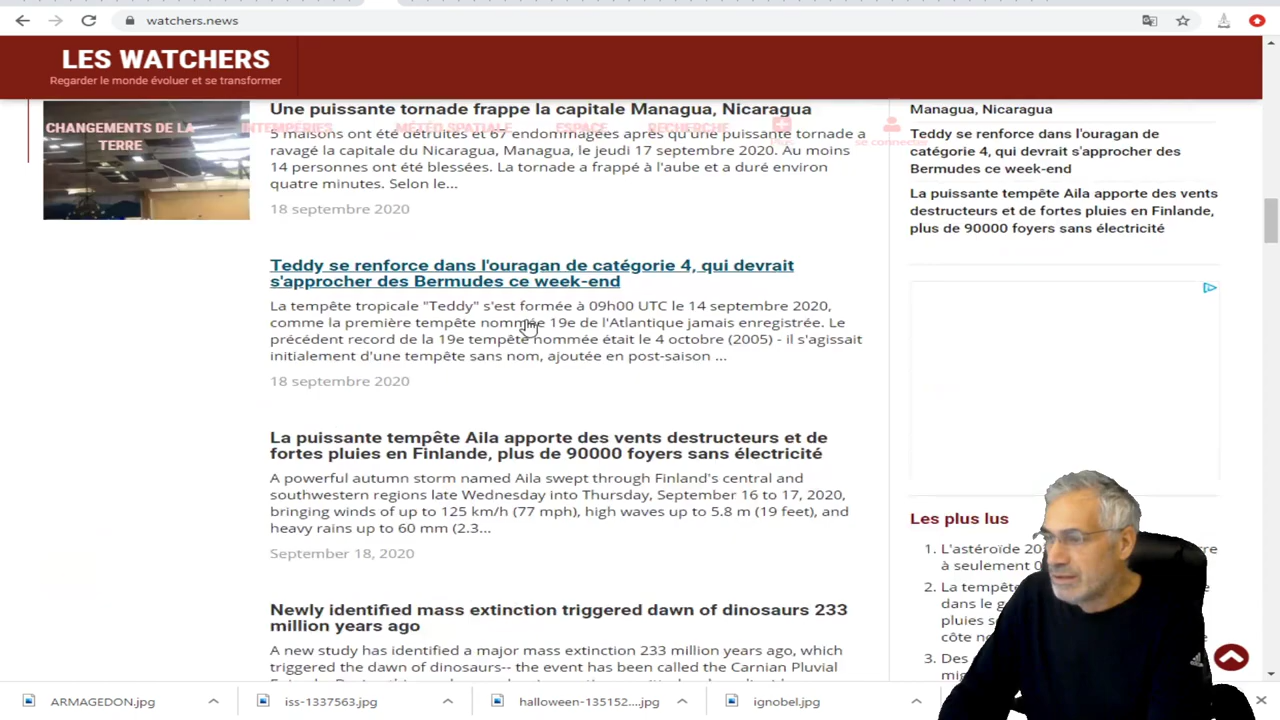 watchers.news
LES WATCHERS
Regarder le monde évoluer et se transformer
CHANGEMENTS DE LA
TERRE
INTEMPÉRIES
MÉTÉO SPATIALE
ESPACE
RECHERCHE
se connecter
Une puissante tornade frappe la capitale Managua, Nicaragua
5 maisons ont été détruites et 67 endommagées après qu'une puissante tornade a
ravagé la capitale du Nicaragua, Managua, le jeudi 17 septembre 2020. Au moins
14 personnes ont été blessées. La tornade a frappé à l'aube et a duré environ
quatre minutes. Selon le...
18 septembre 2020
Teddy se renforce dans l'ouragan de catégorie 4, qui devrait
s'approcher des Bermudes ce week-end
La tempête tropicale "Teddy" s'est formée à 09h00 UTC le 14 septembre 2020,
comme la première tempête nommée 19e de l'Atlantique jamais enregistrée. Le
précédent record de la 19e tempête nommée était le 4 octobre (2005) - il s'agissait
initialement d'une tempête sans nom, ajoutée en post-saison ...
18 septembre 2020
La puissante tempête Aila apporte des vents destructeurs et de
fortes pluies en Finlande, plus de 90000 foyers sans électricité
A powerful autumn storm named Aila swept through Finland's central and
southwestern regions late Wednesday into Thursday, September 16 to 17, 2020,
bringing winds of up to 125 km/h (77 mph), high waves up to 5.8 m (19 feet), and
heavy rains up to 60 mm (2.3...
September 18, 2020
Newly identified mass extinction triggered dawn of dinosaurs 233
million years ago
A new study has identified a major mass extinction 233 million years ago, which
triggered the dawn of dinosaurs-- the event has been called the Carnian Pluvial
Managua, Nicaragua
Teddy se renforce dans l'ouragan de
catégorie 4, qui devrait s'approcher des
Bermudes ce week-end
La puissante tempête Aila apporte des vents
destructeurs et de fortes pluies en Finlande,
plus de 90000 foyers sans électricité
Les plus lus
1. L'astéroïde
à seulement
2. La tempête
dans le
pluies
côte
3. Des
ARMAGEDON.jpg
iss-1337563.jpg
halloween-135152....jpg
ignobel.jpg